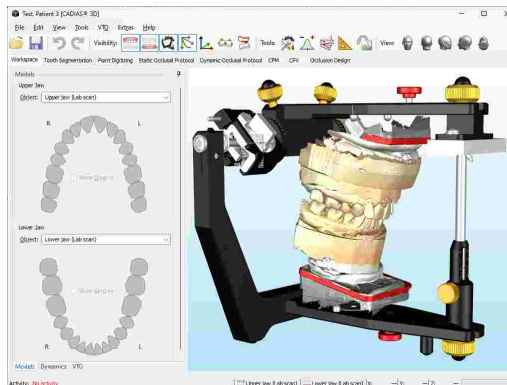 Test, Patient 3 [CADIAS® 3D]
File Edit View Tools VTO Extras Help
Visibility: Tools: View:
Workspace Tooth Segmentation Point Digitizing Static Occlusal Protocol Dynamic Occlusal Protocol CPM CPV Occlusion Design
Models
Upper Jaw
Object: Upper Jaw (Lab scan)
R L
Show Gingiva
Lower Jaw
Object: Lower Jaw (Lab scan)
Show Gingiva
R L
Models Dynamics VTO
Activity: No activity Upper Jaw (Lab scan) Lower Jaw (Lab scan) X: — Y: — Z: —